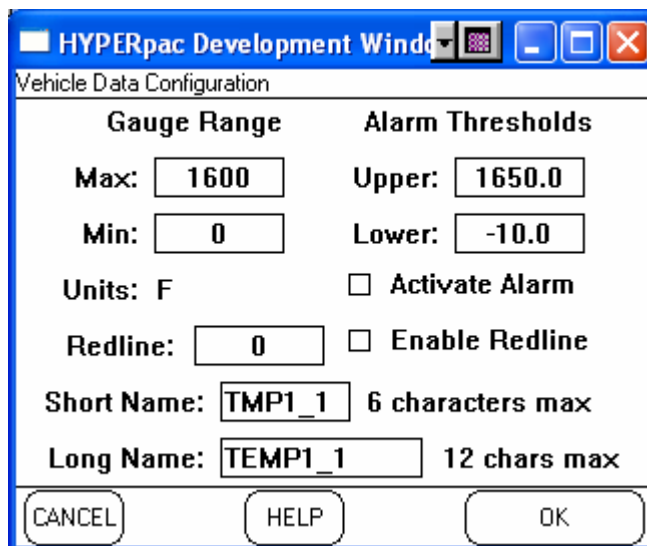 HYPERpac Development Windo
Vehicle Data Configuration
Gauge Range Alarm Thresholds
Max: 1600 Upper: 1650.0
Min: 0 Lower: -10.0
Units: F Activate Alarm
Redline: 0 Enable Redline
Short Name: TMP1_1 6 characters max
Long Name: TEMP1_1 12 chars max
CANCEL HELP OK